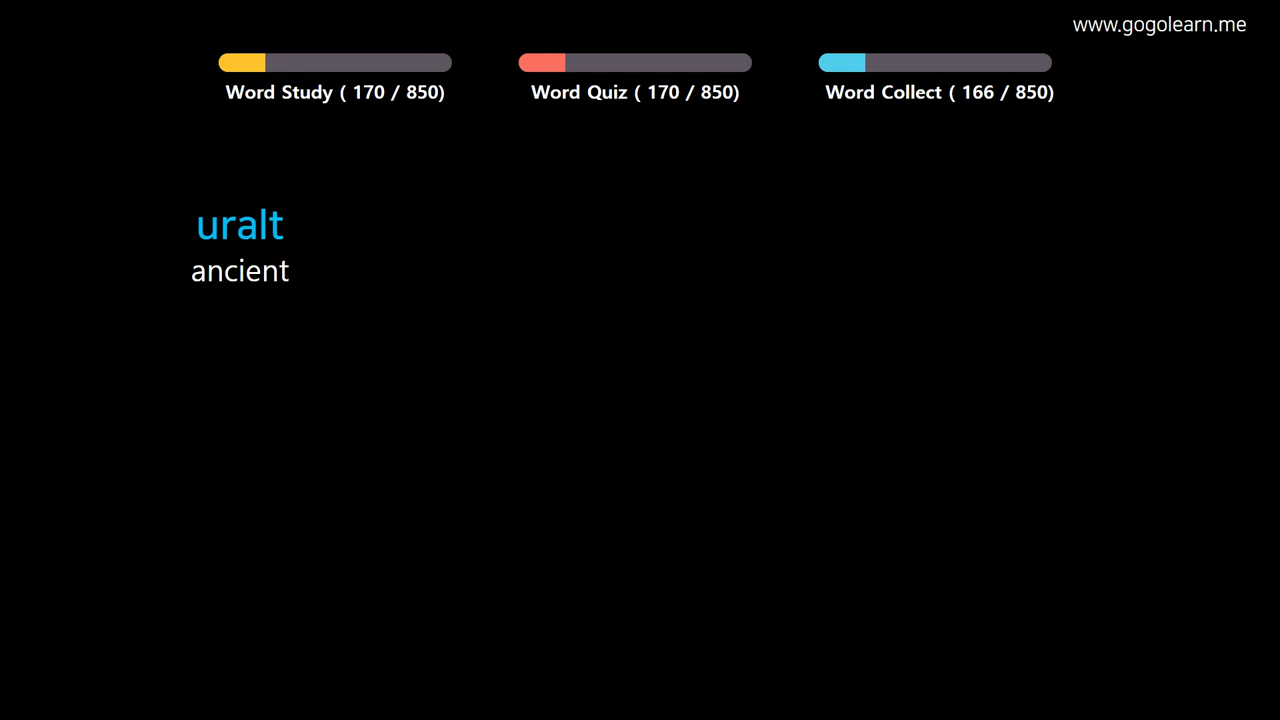 www.gogolearn.me
Word Study ( 170 / 850)
Word Quiz ( 170 / 850)
Word Collect ( 166 / 850)
uralt
ancient